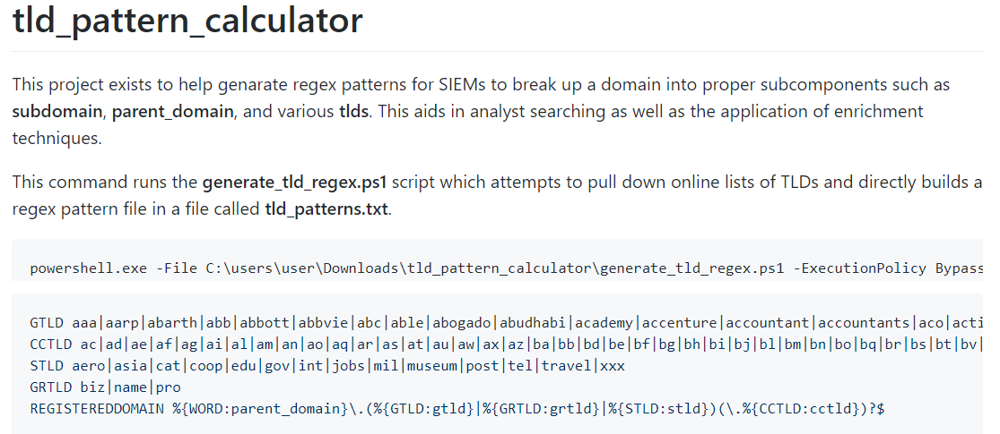 tld_pattern_calculator
This project exists to help genarate regex patterns for SIEMs to break up a domain into proper subcomponents such as
subdomain, parent_domain, and various tlds. This aids in analyst searching as well as the application of enrichment
techniques.
This command runs the generate_tld_regex.ps1 script which attempts to pull down online lists of TLDs and directly builds a
regex pattern file in a file called tld_patterns.txt.
powershell.exe -File C:\users\user\Downloads\tld_pattern_calculator\generate_tld_regex.ps1 -ExecutionPolicy Bypass
GTLD aaa|aarp|abarth|abb|abbott|abbvie|abc|able|abogado|abudhabi|academy|accenture|accountant|accountants|aco|acti
CCTLD ac|ad|ae|af|ag|ai|al|am|an|ao|aq|ar|as|at|au|aw|ax|az|ba|bb|bd|be|bf|bg|bh|bi|bj|bl|bm|bn|bo|bq|br|bs|bt|bv|
STLD aero|asia|cat|coop|edu|gov|int|jobs|mil|museum|post|tel|travel|xxx
GRTLD biz|name|pro
REGISTEREDDOMAIN %{WORD:parent_domain}\.(%{GTLD:gtld}|%{GRTLD:grtld}|%{STLD:stld})(\.%{CCTLD:cctld})?$